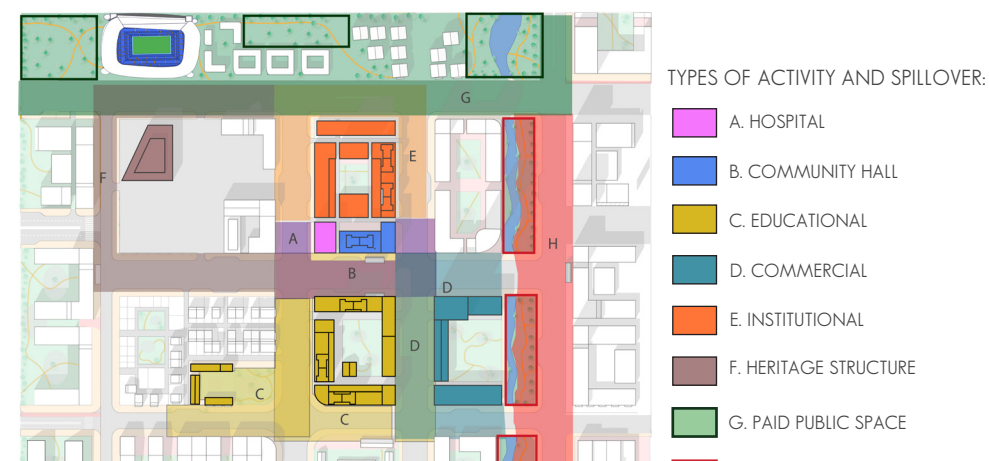 TYPES OF ACTIVITY AND SPILLOVER:
A. HOSPITAL
B. COMMUNITY HALL
C. EDUCATIONAL
D. COMMERCIAL
E. INSTITUTIONAL
F. HERITAGE STRUCTURE
G. PAID PUBLIC SPACE
G
E
F
A
H
B
D
D
C
C